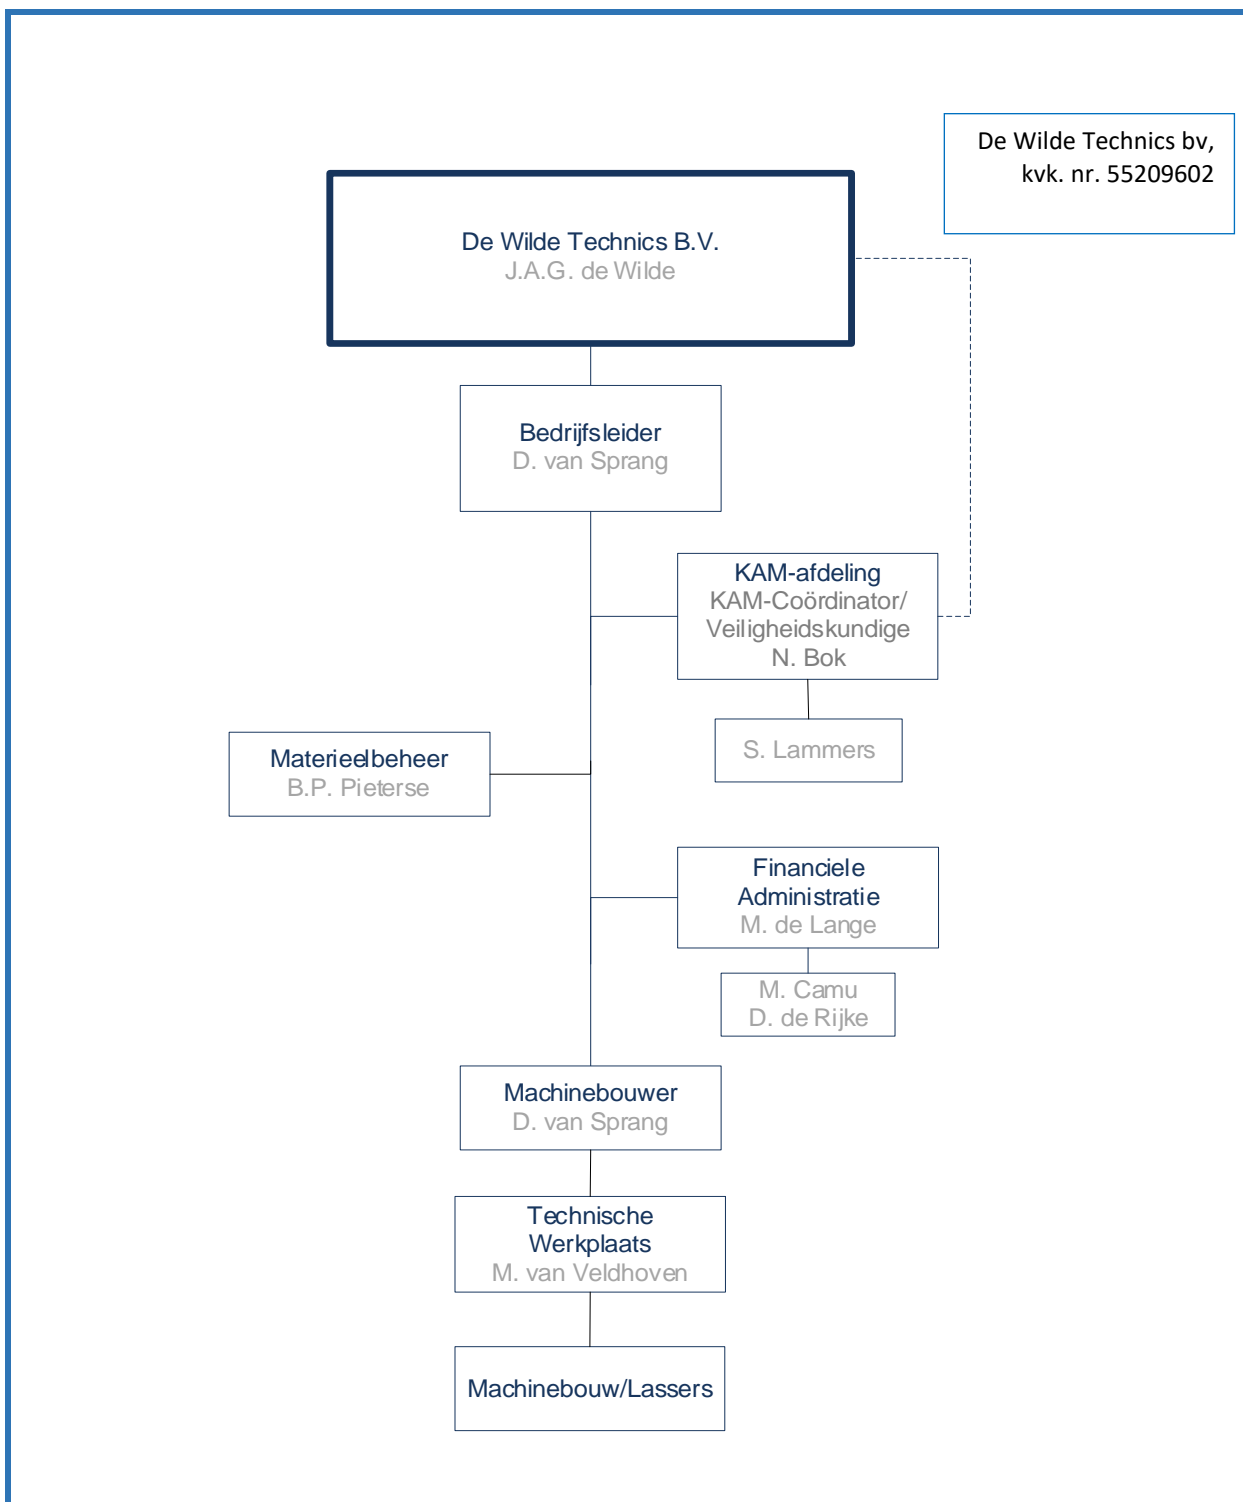 De Wilde Technics bv,
kvk. nr. 55209602
De Wilde Technics B.V.
J.A.G. de Wilde
Bedrijfsleider
D. van Sprang
KAM-afdeling
KAM-Coördinator/
Veiligheidskundige
N. Bok
S. Lammers
Materieelbeheer
B.P. Pieterse
Financiele
Administratie
M. de Lange
M. Camu
D. de Rijke
Machinebouwer
D. van Sprang
Technische
Werkplaats
M. van Veldhoven
Machinebouw/Lassers